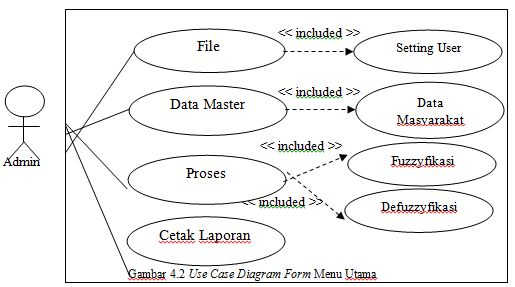 << included >>
File
Setting User
<< included >>
Data Master
Data
Masyarakat
Admin
<< included >>
Proses
Fuzzyfikasi
<< included >>
Defuzzyfikasi
Cetak Laporan
Gambar 4.2 Use Case Diagram Form Menu Utama